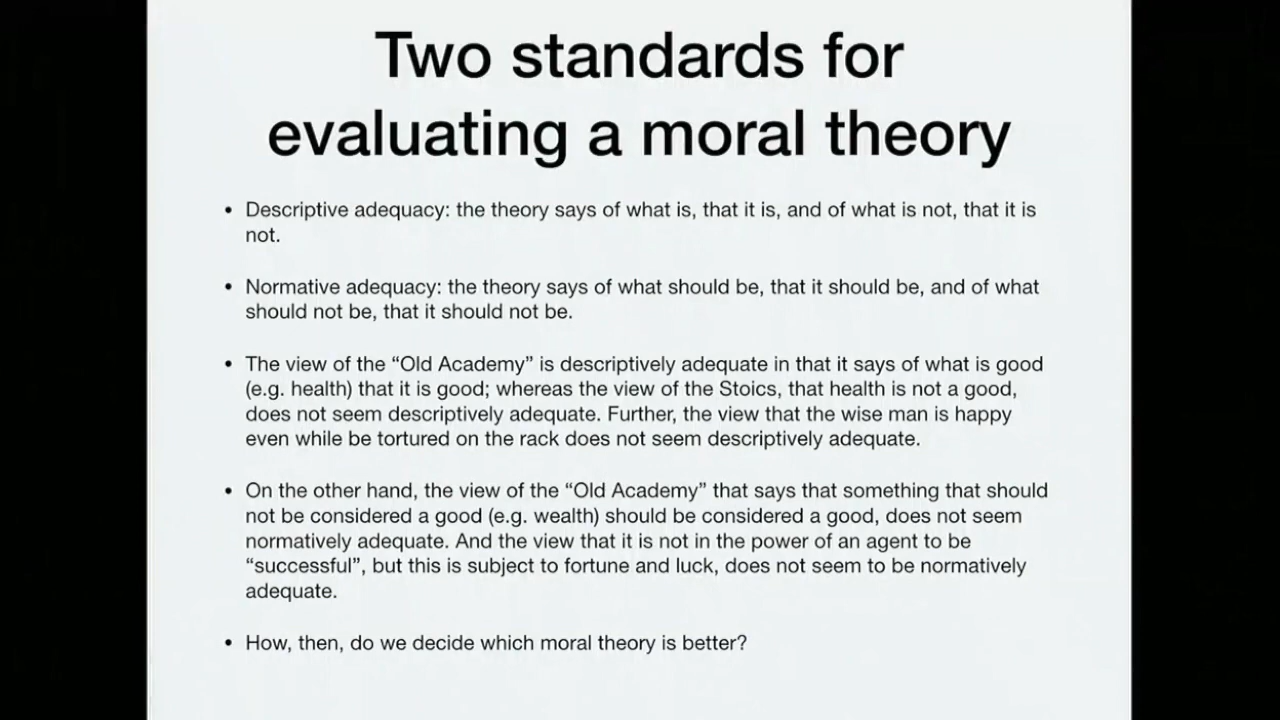 Two standards for
evaluating a moral theory
• Descriptive adequacy: the theory says of what is, that it is, and of what is not, that it is
not.
• Normative adequacy: the theory says of what should be, that it should be, and of what
should not be, that it should not be.
• The view of the “Old Academy” is descriptively adequate in that it says of what is good
(e.g. health) that it is good; whereas the view of the Stoics, that health is not a good,
does not seem descriptively adequate. Further, the view that the wise man is happy
even while be tortured on the rack does not seem descriptively adequate.
• On the other hand, the view of the “Old Academy” that says that something that should
not be considered a good (e.g. wealth) should be considered a good, does not seem
normatively adequate. And the view that it is not in the power of an agent to be
“successful”, but this is subject to fortune and luck, does not seem to be normatively
adequate.
• How, then, do we decide which moral theory is better?